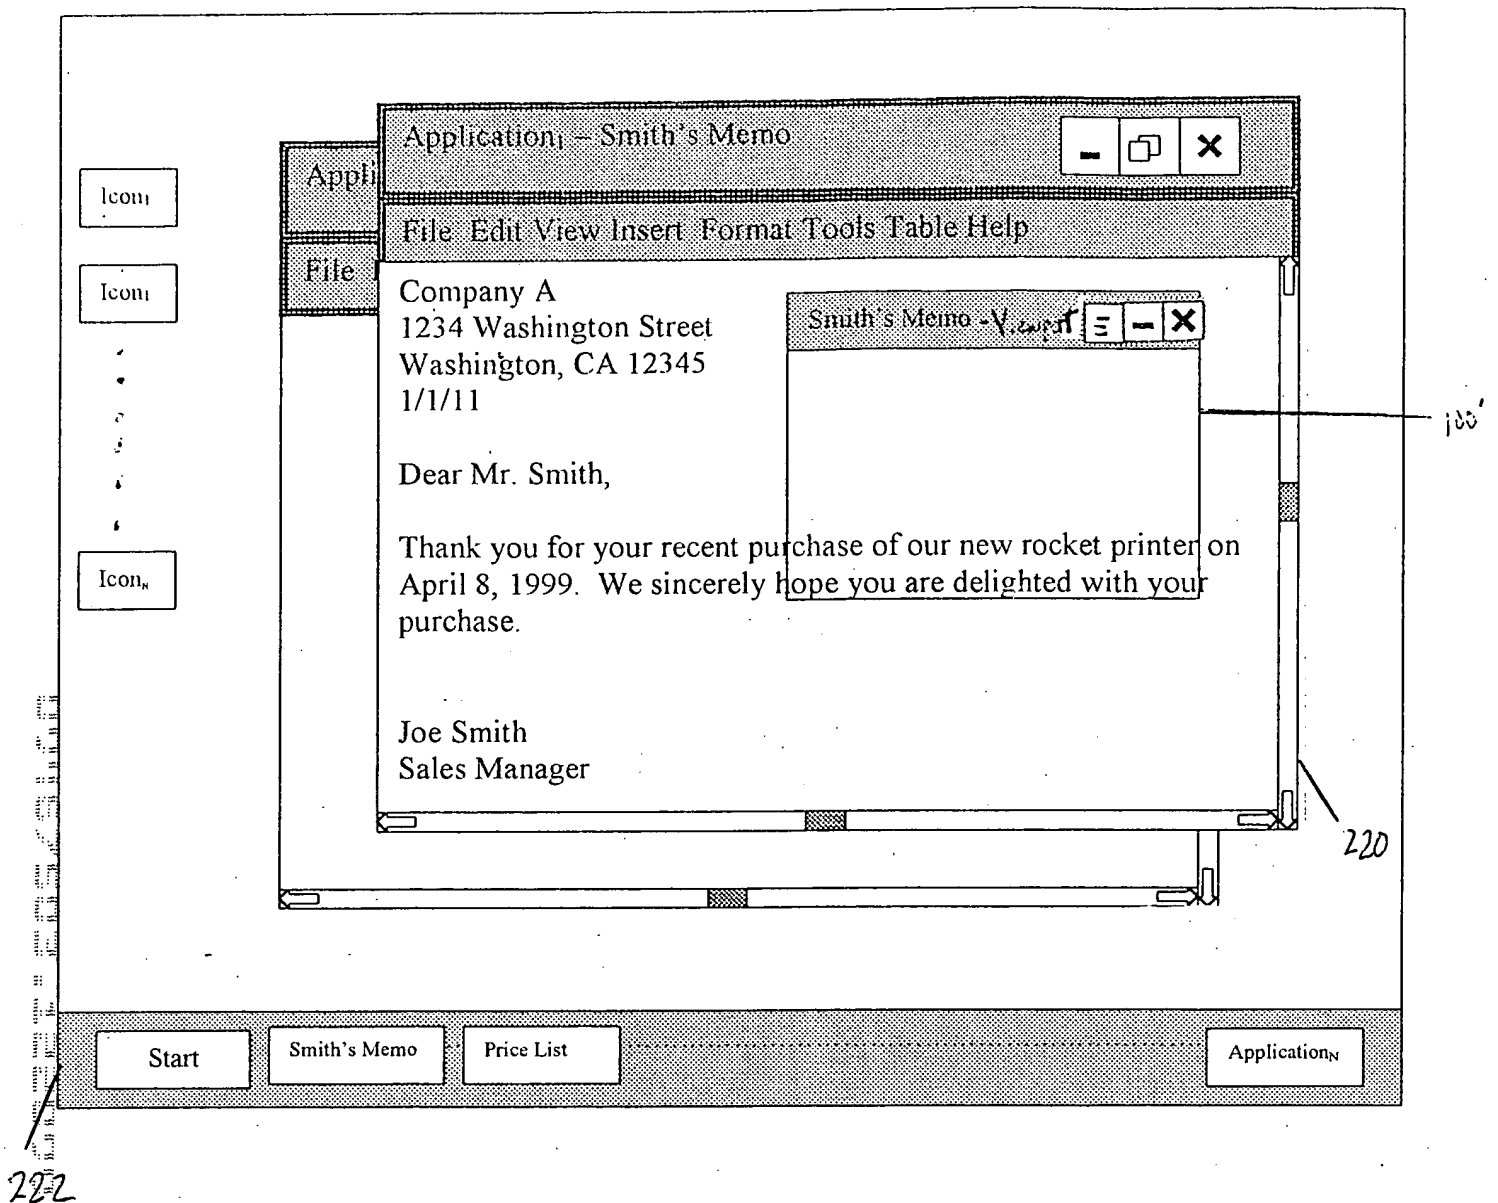 Application₁ – Smith's Memo
Appli
File Edit View Insert Format Tools Table Help
File
Icon₁
Icon₁
Icon_N
Company A
1234 Washington Street
Washington, CA 12345
1/1/11
Smith's Memo -
Dear Mr. Smith,
Thank you for your recent purchase of our new rocket printer on
April 8, 1999. We sincerely hope you are delighted with your
purchase.
Joe Smith
Sales Manager
100'
220
Start
Smith's Memo
Price List
Application_N
222